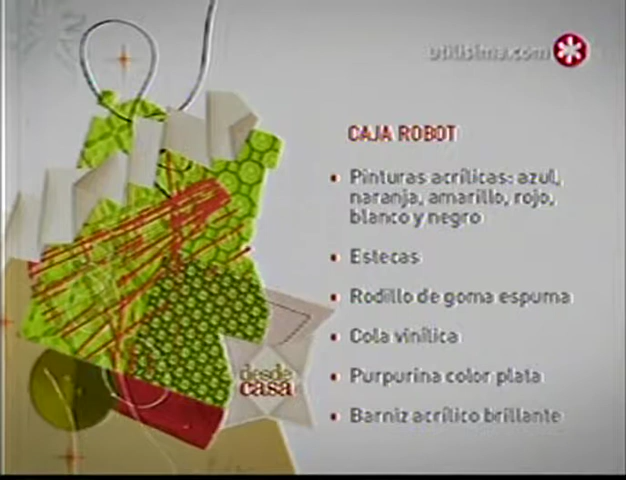 utilisima.com
CAJA ROBOT
Pinturas acrílicas: azul,
naranja, amarillo, rojo,
blanco y negro
Estecas
Rodillo de goma espuma
Cola vinílica
Purpurina color plata
Barniz acrílico brillante
desde
casa